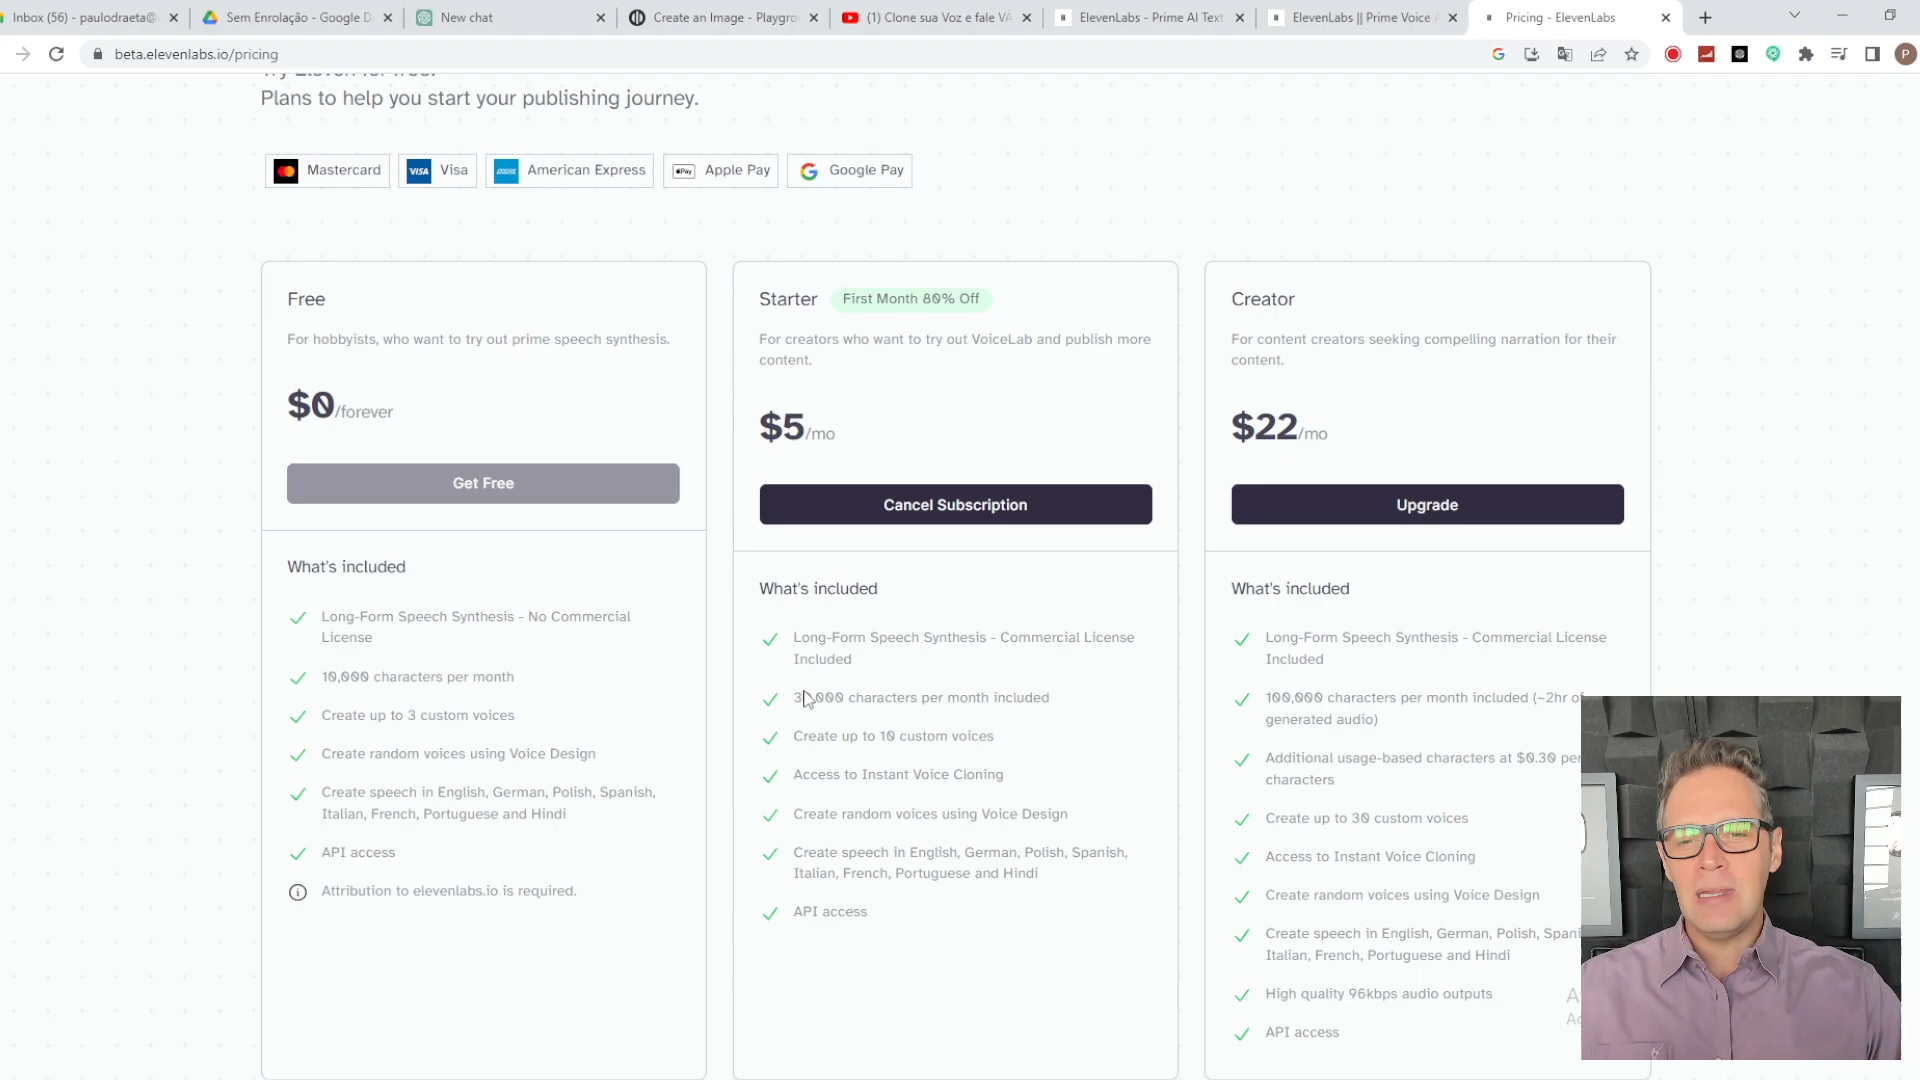 Inbox (56) - paulodraeta@
Sem Enrolação - Google D
New chat
Create an Image - Playgro
(1) Clone sua Voz e fale VÁ
ElevenLabs - Prime AI Text
ElevenLabs || Prime Voice A
Pricing - ElevenLabs
beta.elevenlabs.io/pricing
P
Try Eleven for free.
Plans to help you start your publishing journey.
Mastercard
VISA Visa
American Express
Pay Apple Pay
Google Pay
Free
For hobbyists, who want to try out prime speech synthesis.
$0/forever
Get Free
What's included
Long-Form Speech Synthesis - No Commercial
License
10,000 characters per month
Create up to 3 custom voices
Create random voices using Voice Design
Create speech in English, German, Polish, Spanish,
Italian, French, Portuguese and Hindi
API access
Attribution to elevenlabs.io is required.
Starter First Month 80% Off
For creators who want to try out VoiceLab and publish more
content.
$5/mo
Cancel Subscription
What's included
Long-Form Speech Synthesis - Commercial License
Included
characters per month included
Create up to 10 custom voices
Access to Instant Voice Cloning
Create random voices using Voice Design
Create speech in English, German, Polish, Spanish,
Italian, French, Portuguese and Hindi
API access
Creator
For content creators seeking compelling narration for their
content.
$22/mo
Upgrade
What's included
Long-Form Speech Synthesis - Commercial License
Included
100,000 characters per month included (~2hr of
generated audio)
Additional usage-based characters at $0.30 per
characters
Create up to 30 custom voices
Access to Instant Voice Cloning
Create random voices using Voice Design
Create speech in English, German, Polish, Spani
Italian, French, Portuguese and Hindi
High quality 96kbps audio outputs
API access